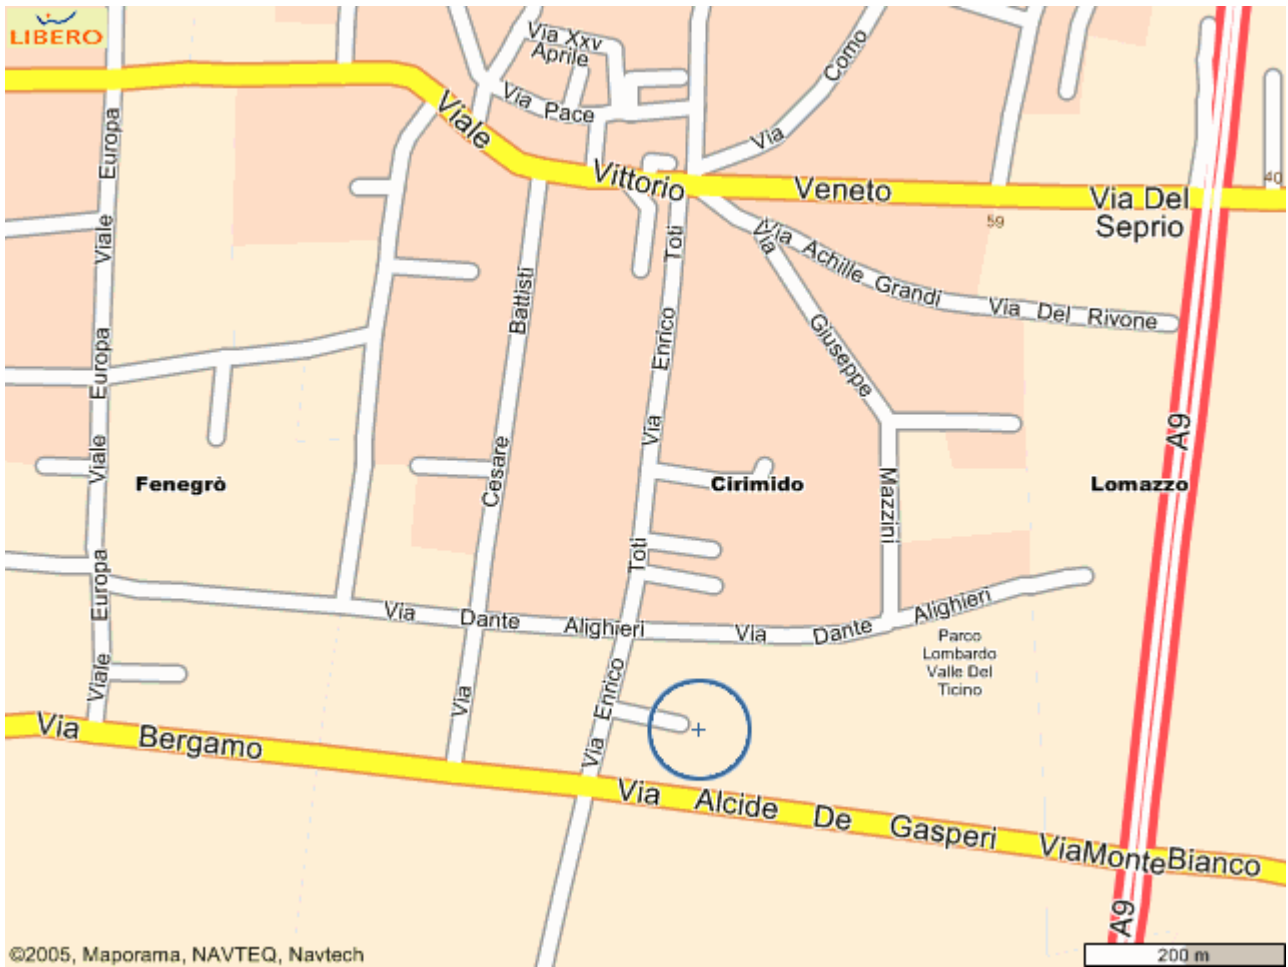 LIBERO
Via Xxv
Aprile
Via Como
Via Pace
Viale Vittorio Veneto
Via Del
Seprio
40
59
Viale Europa
Viale Europa
Viale Europa
Viale Europa
Via Cesare Battisti
Via Enrico Toti
Via Enrico Toti
Via Achille Grandi
Via Del Rivone
Via Giuseppe Mazzini
A9
Fenegrò
Cirimido
Lomazzo
Via Dante Alighieri
Via Dante Alighieri
Parco
Lombardo
Valle Del
Ticino
Via Bergamo
Via Alcide De Gasperi
ViaMonteBianco
A9
©2005, Maporama, NAVTEQ, Navtech
200 m